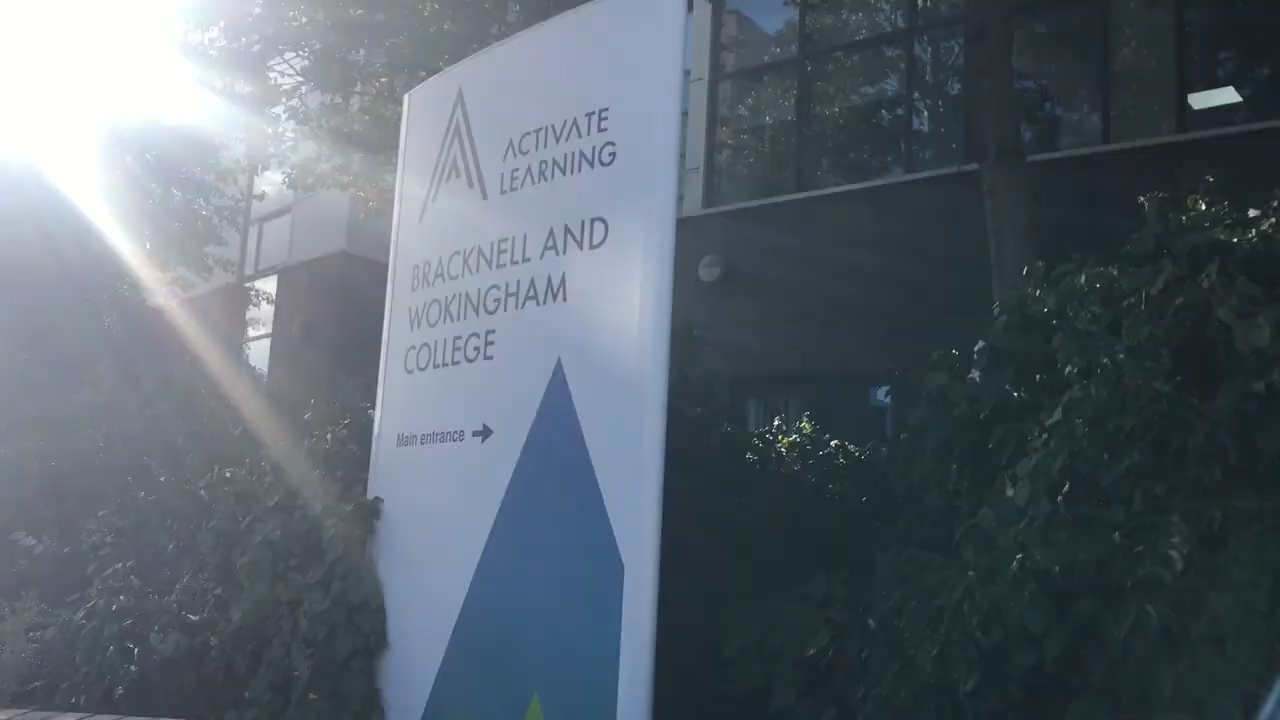 ACTIVATE
LEARNING
BRACKNELL AND
WOKINGHAM
COLLEGE
Main entrance